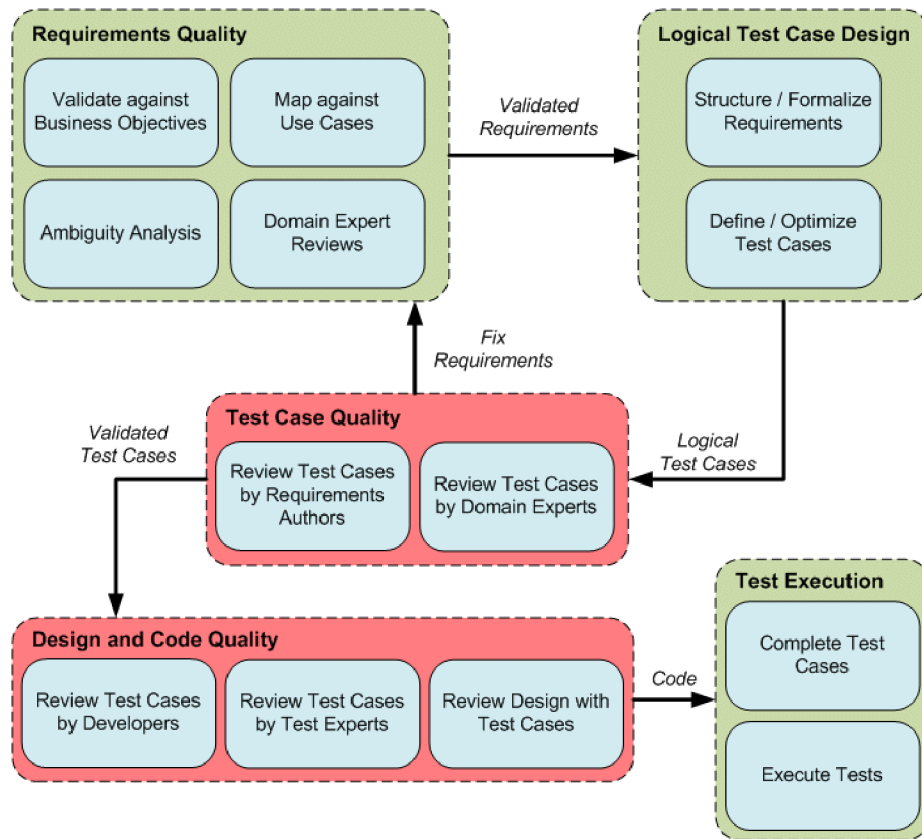 Requirements Quality
Validate against
Business Objectives
Map against
Use Cases
Ambiguity Analysis
Domain Expert
Reviews
Validated
Requirements
Logical Test Case Design
Structure / Formalize
Requirements
Define / Optimize
Test Cases
Fix
Requirements
Logical
Test Cases
Test Case Quality
Review Test Cases
by Requirements
Authors
Review Test Cases
by Domain Experts
Validated
Test Cases
Design and Code Quality
Review Test Cases
by Developers
Review Test Cases
by Test Experts
Review Design with
Test Cases
Code
Test Execution
Complete Test
Cases
Execute Tests